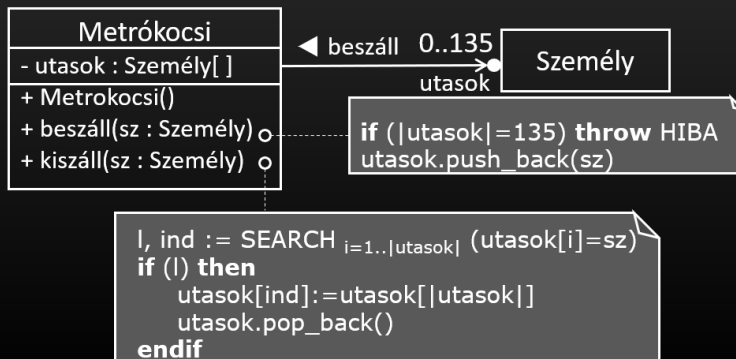 Metrókocsi
- utasok : Személy[ ]
+ Metrokocsi()
+ beszáll(sz : Személy)
+ kiszáll(sz : Személy)
◀ beszáll 0..135
utasok
Személy
if (|utasok|=135) throw HIBA
utasok.push_back(sz)
l, ind := SEARCH i=1..|utasok| (utasok[i]=sz)
if (l) then
utasok[ind]:=utasok[|utasok|]
utasok.pop_back()
endif